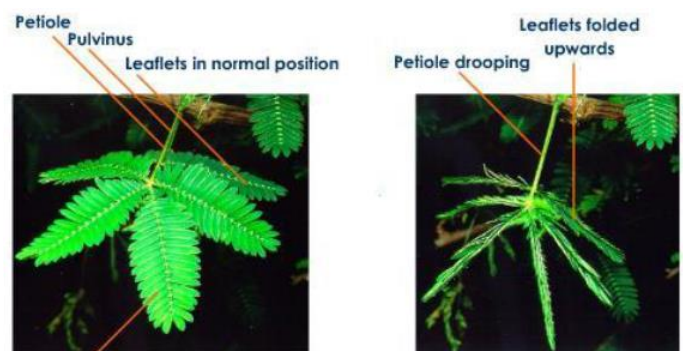 Petiole
Pulvinus
Leaflets in normal position
Leaflets folded
upwards
Petiole drooping